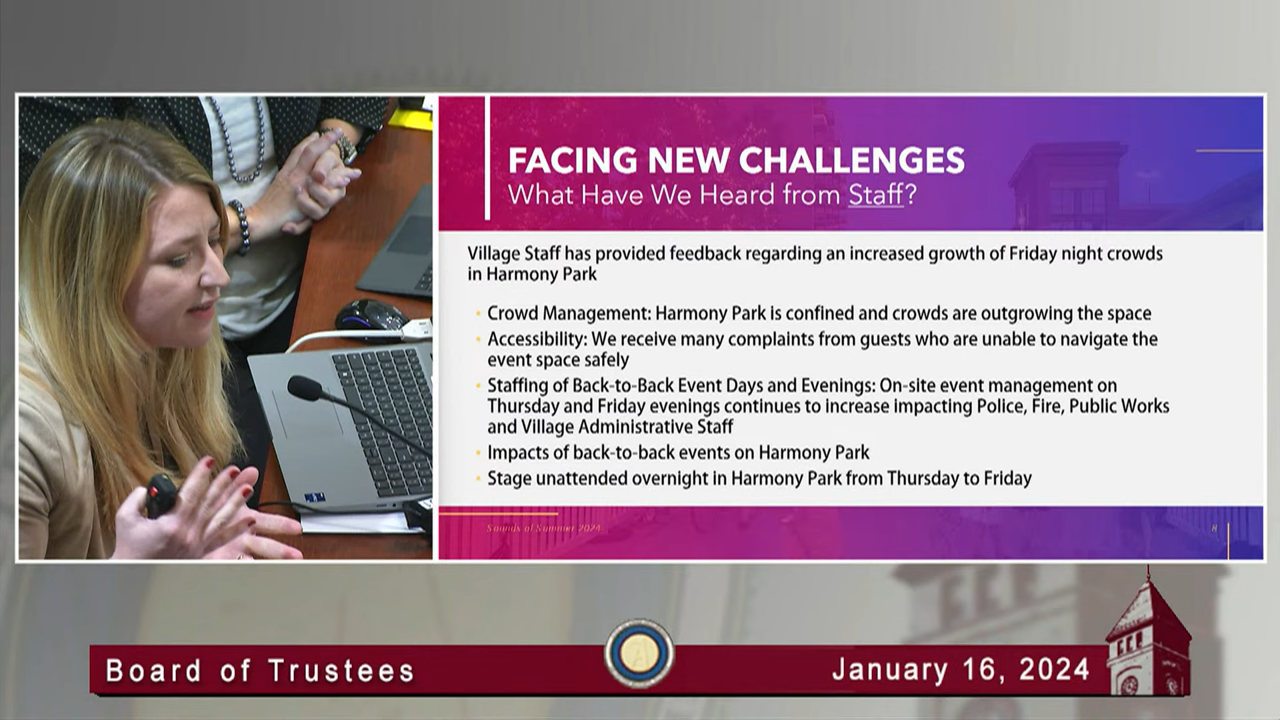 FACING NEW CHALLENGES
What Have We Heard from Staff?
Village Staff has provided feedback regarding an increased growth of Friday night crowds
in Harmony Park
Crowd Management: Harmony Park is confined and crowds are outgrowing the space
Accessibility: We receive many complaints from guests who are unable to navigate the
event space safely
Staffing of Back-to-Back Event Days and Evenings: On-site event management on
Thursday and Friday evenings continues to increase impacting Police, Fire, Public Works
and Village Administrative Staff
Impacts of back-to-back events on Harmony Park
Stage unattended overnight in Harmony Park from Thursday to Friday
Sounds of Summer 2024
8
Board of Trustees
January 16, 2024